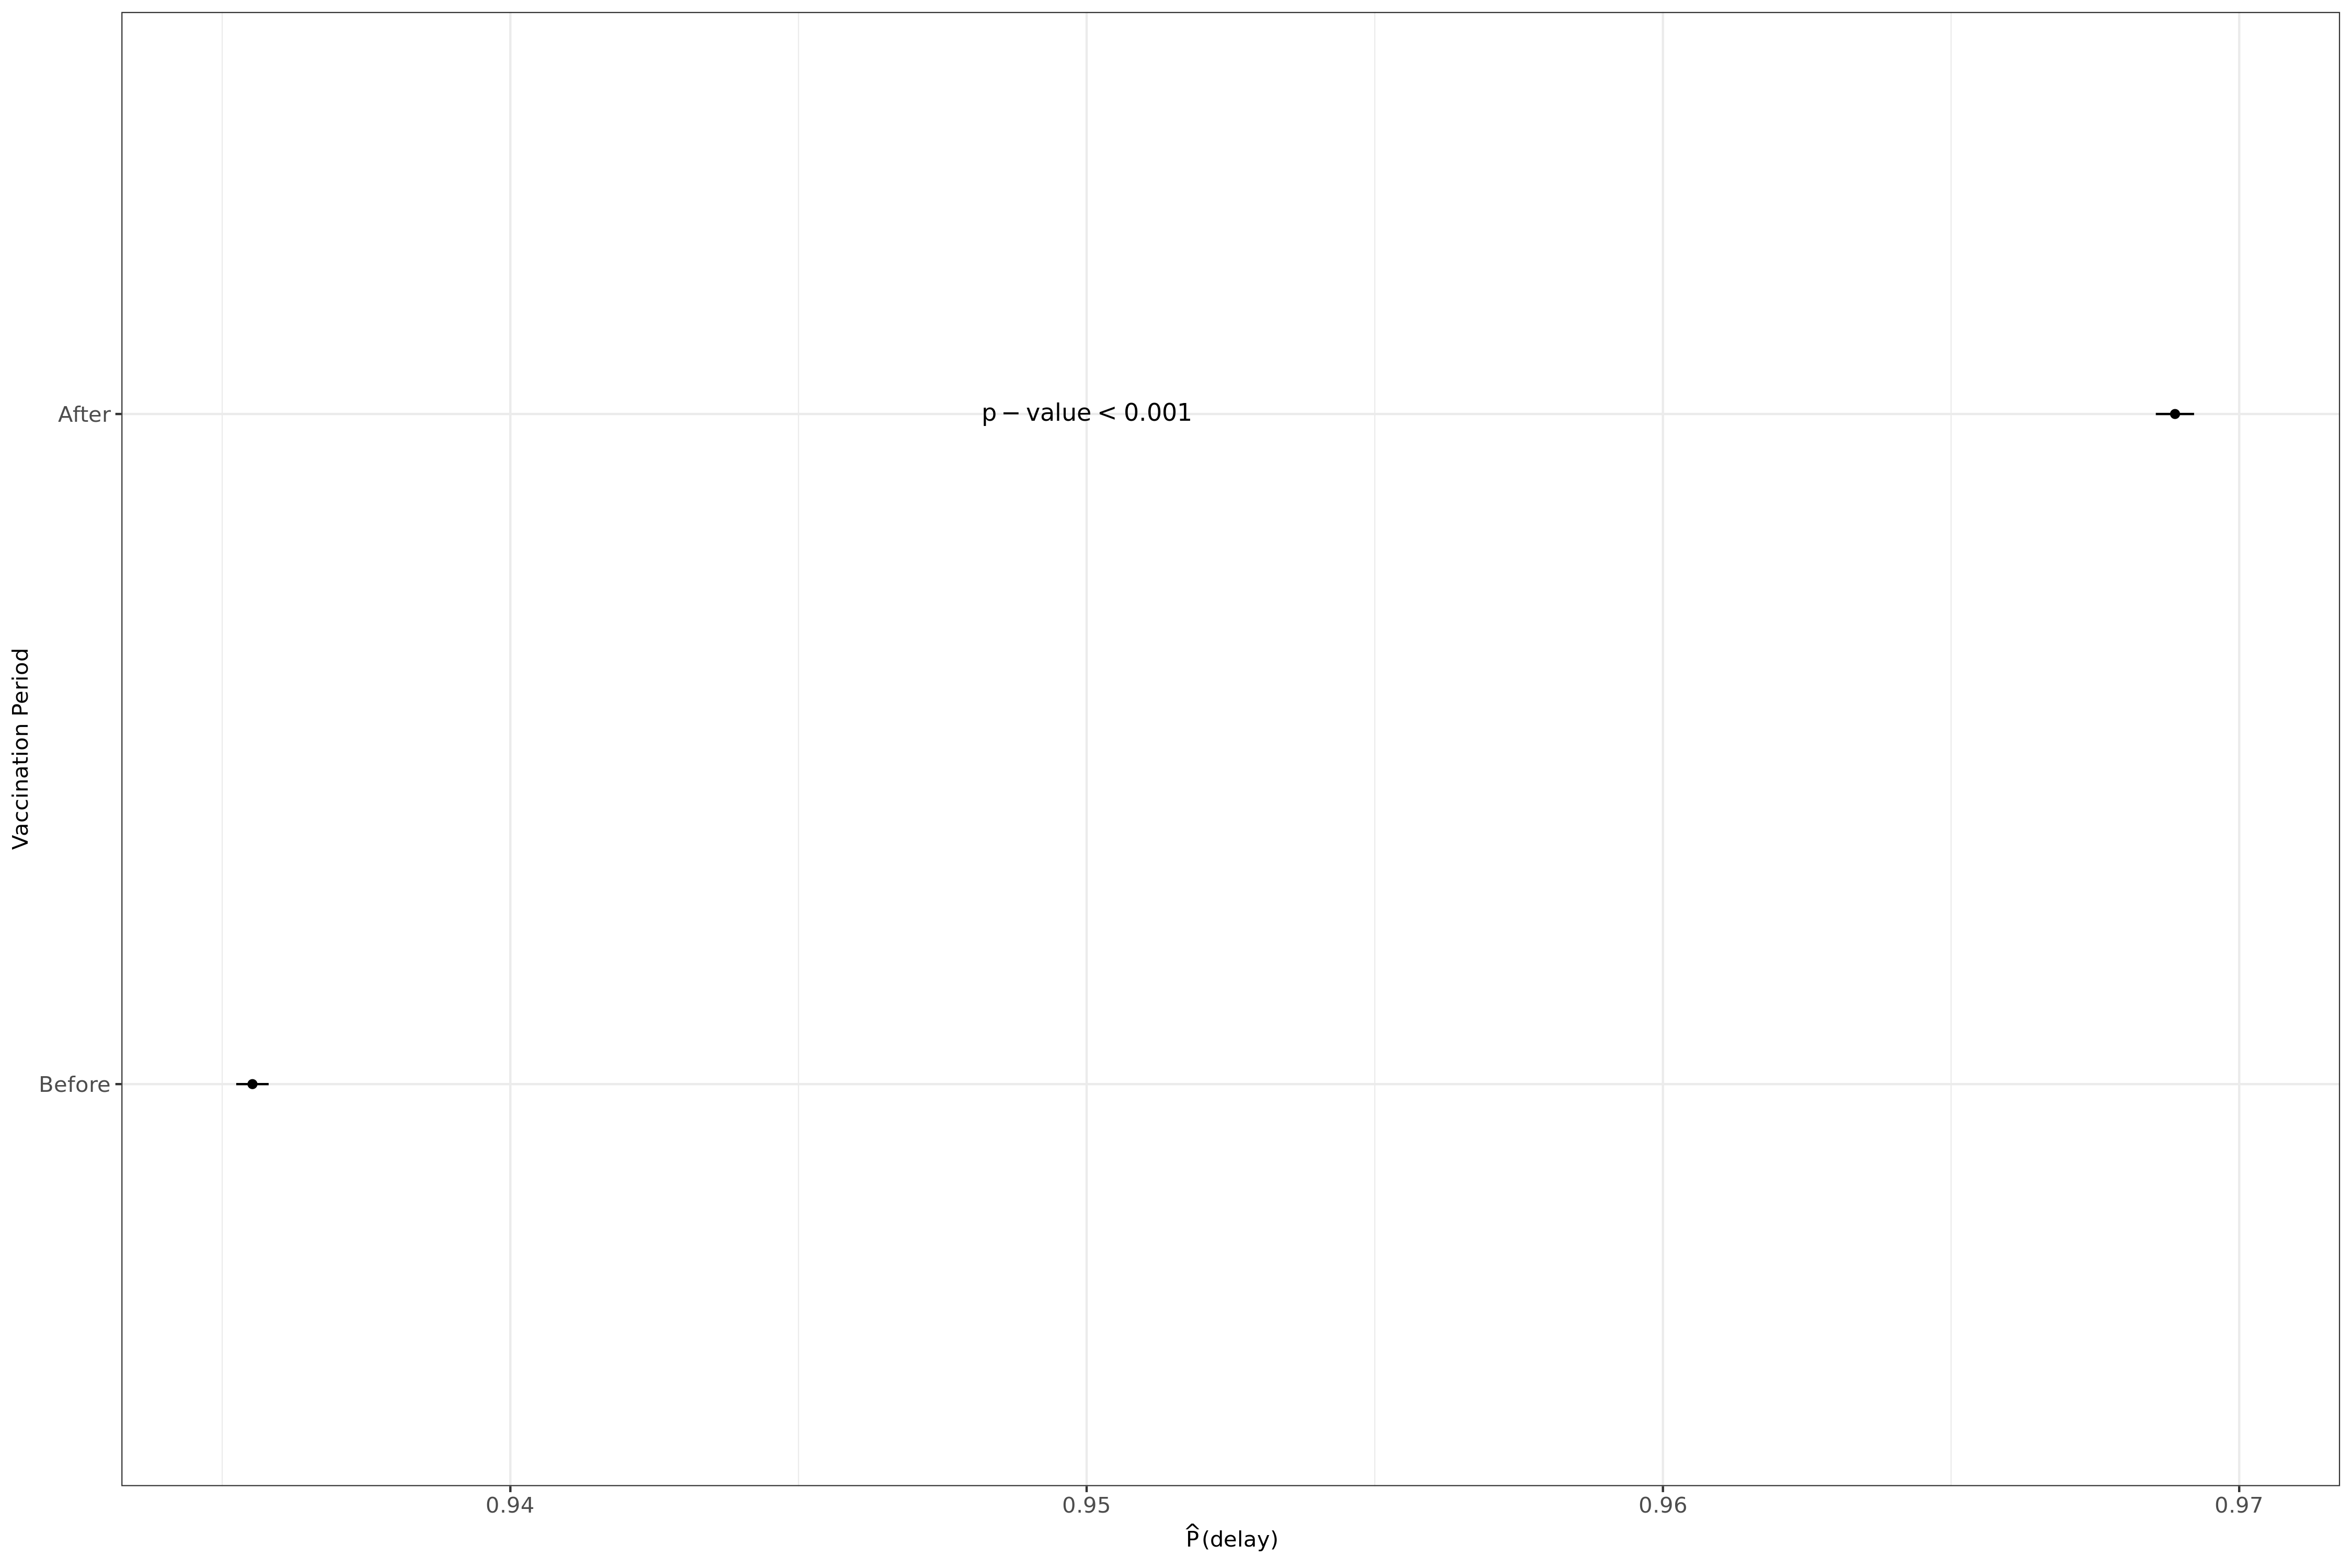 After
p − value < 0.001
Vaccination Period
Before
0.94 0.95 0.96 0.97
P̂(delay)